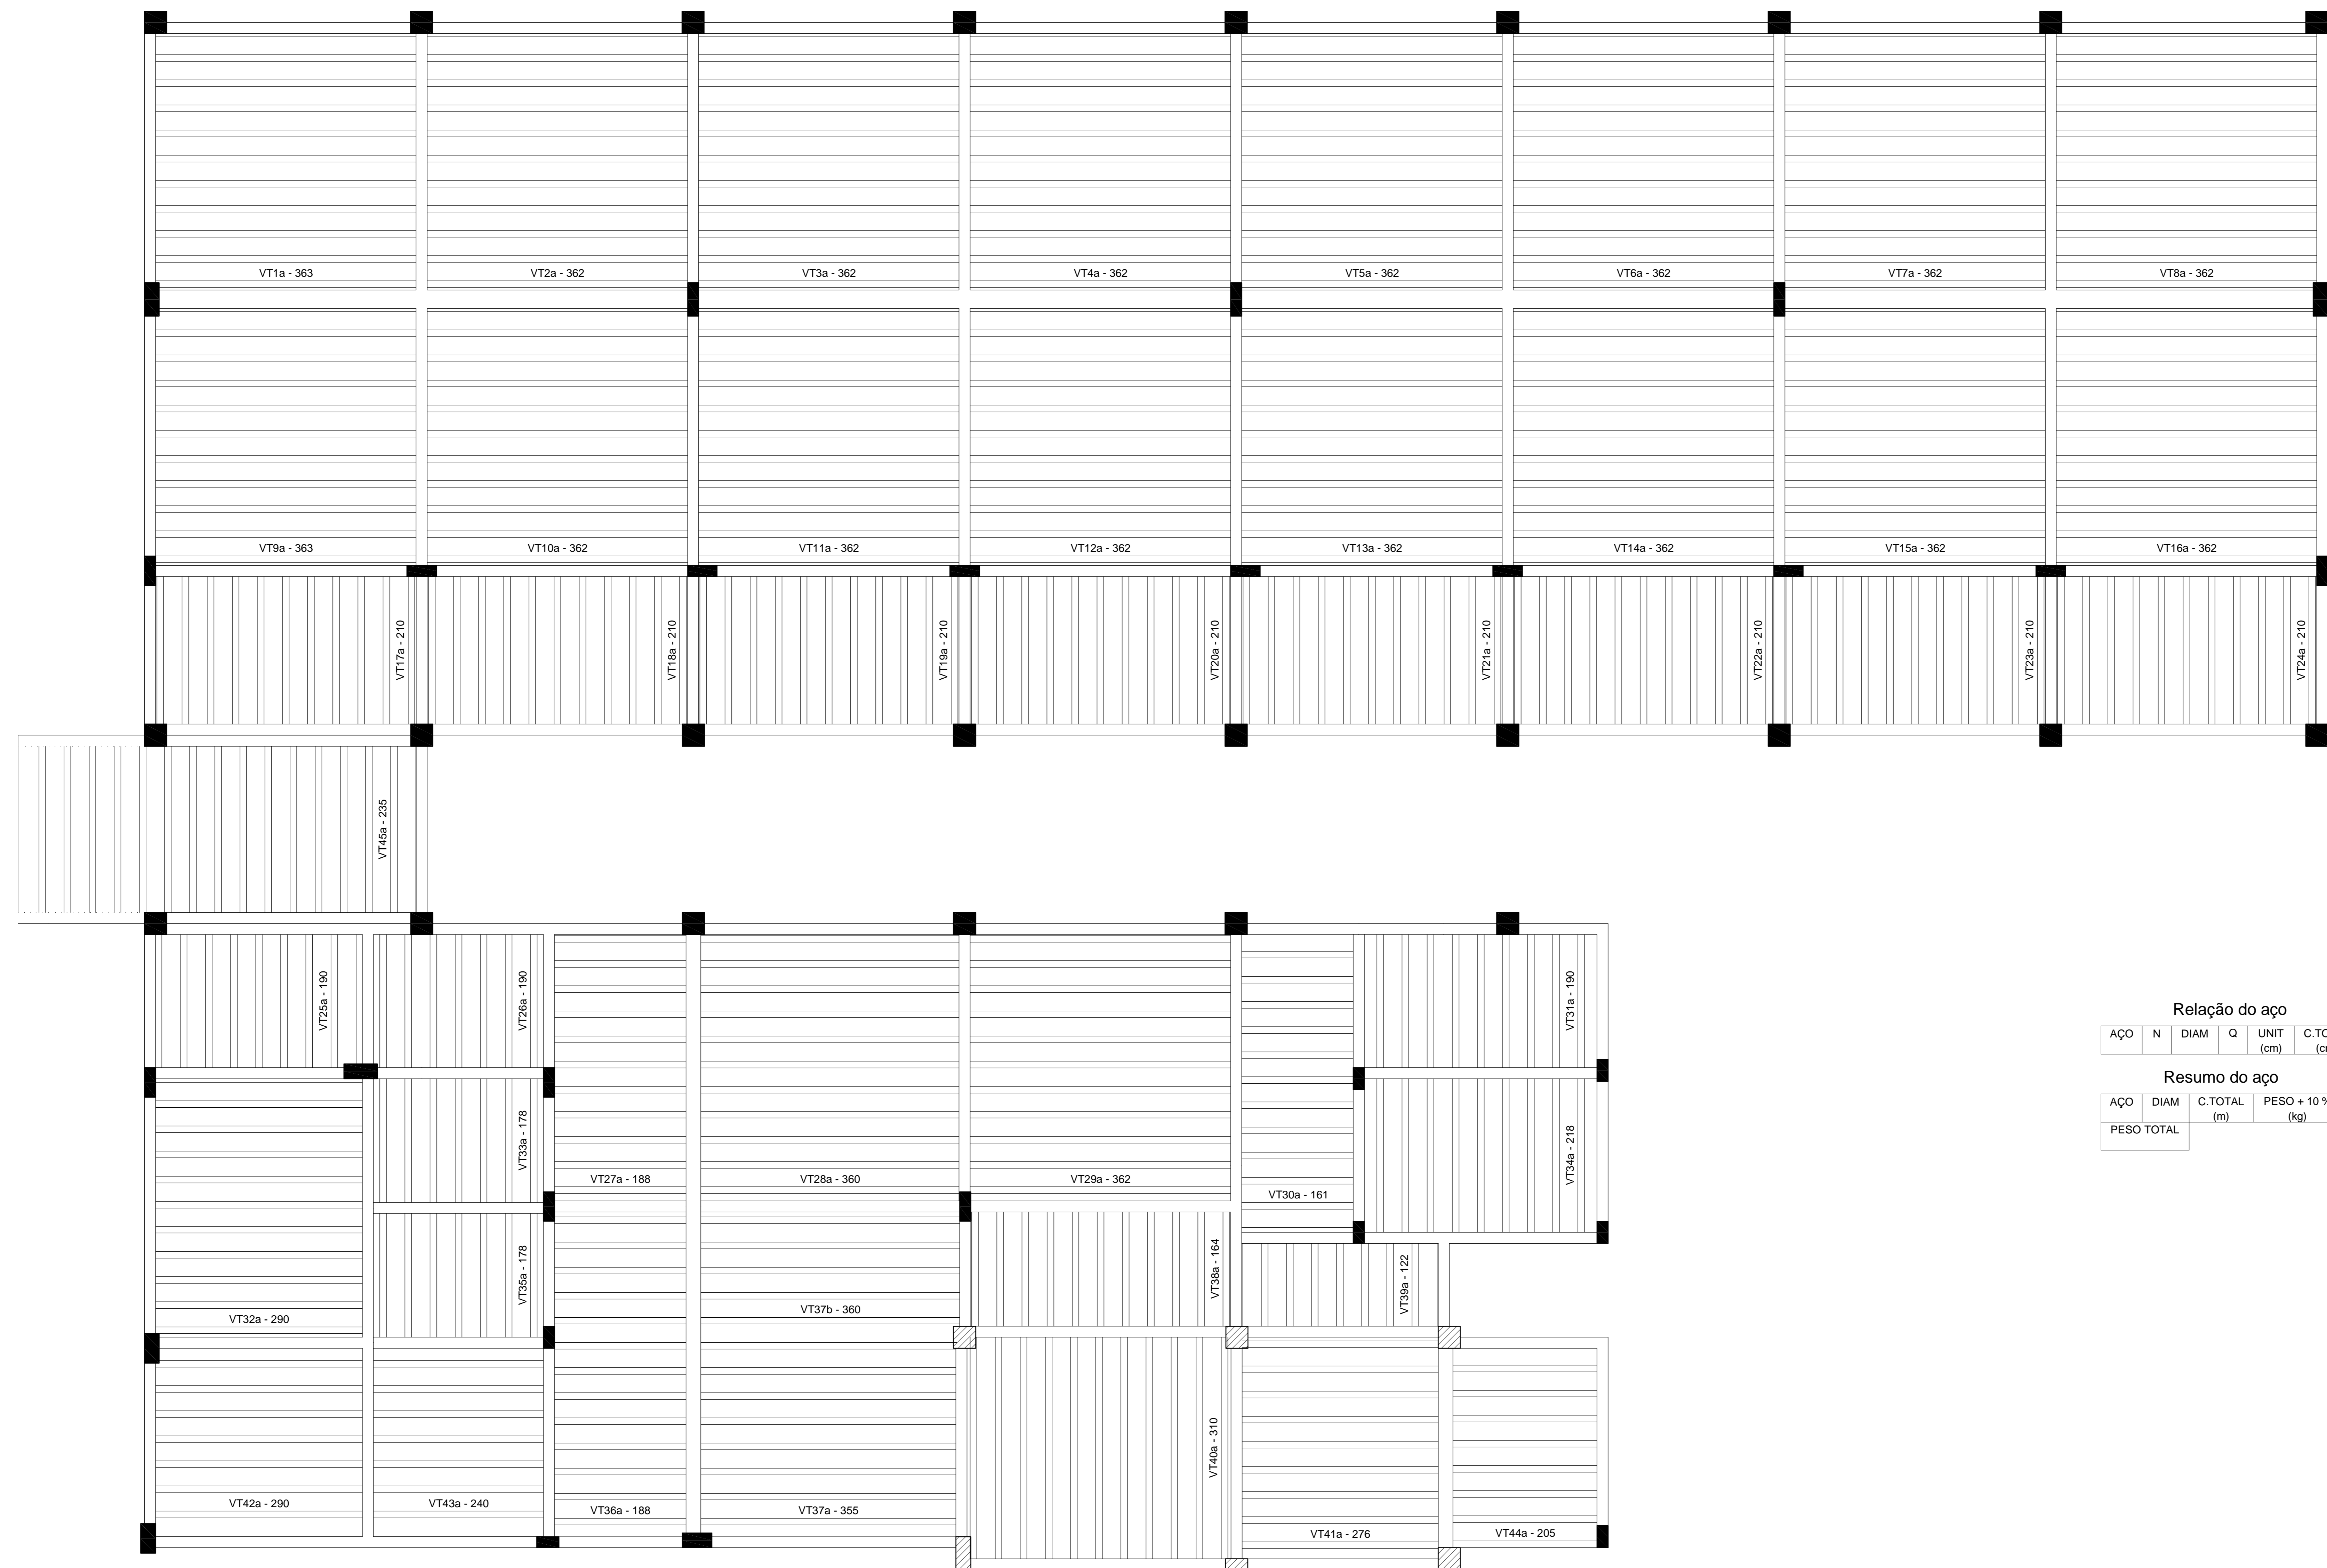 VT1a - 363
VT2a - 362
VT3a - 362
VT4a - 362
VT5a - 362
VT6a - 362
VT7a - 362
VT8a - 362
VT9a - 363
VT10a - 362
VT11a - 362
VT12a - 362
VT13a - 362
VT14a - 362
VT15a - 362
VT16a - 362
VT17a - 210
VT18a - 210
VT19a - 210
VT20a - 210
VT21a - 210
VT22a - 210
VT23a - 210
VT24a - 210
VT45a - 235
VT25a - 190
VT26a - 190
VT31a - 190
VT33a - 178
VT34a - 218
VT27a - 188
VT28a - 360
VT29a - 362
VT30a - 161
VT35a - 178
VT38a - 164
VT39a - 122
VT32a - 290
VT37b - 360
VT40a - 310
VT42a - 290
VT43a - 240
VT36a - 188
VT37a - 355
VT41a - 276
VT44a - 205
Relação do aço
AÇO N DIAM Q UNIT
(cm)
Resumo do aço
AÇO DIAM C.TOTAL PESO + 10 %
(m) (kg)
PESO TOTAL